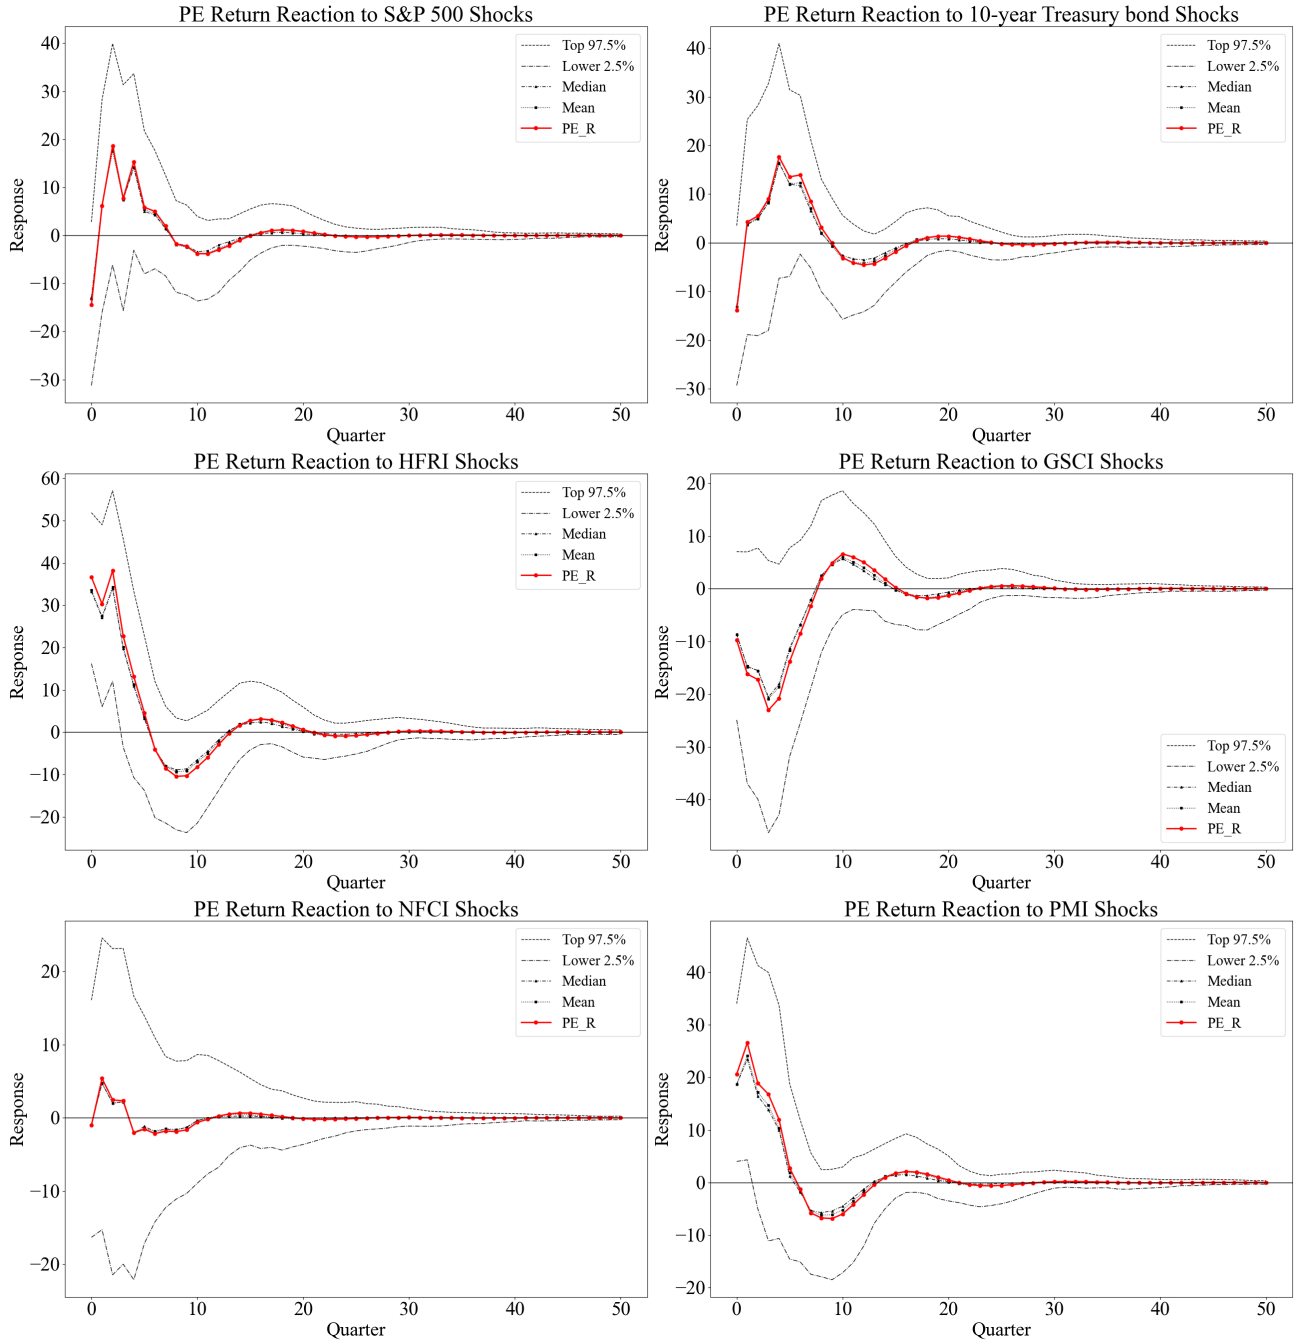 PE Return Reaction to S&P 500 Shocks
Response
40
30
20
10
0
−10
−20
−30
Top 97.5%
Lower 2.5%
Median
Mean
PE_R
0 10 20 30 40 50
Quarter
PE Return Reaction to 10-year Treasury bond Shocks
Response
40
30
20
10
0
−10
−20
−30
Top 97.5%
Lower 2.5%
Median
Mean
PE_R
0 10 20 30 40 50
Quarter
PE Return Reaction to HFRI Shocks
Response
60
50
40
30
20
10
0
−10
−20
Top 97.5%
Lower 2.5%
Median
Mean
PE_R
0 10 20 30 40 50
Quarter
PE Return Reaction to GSCI Shocks
Response
20
10
0
−10
−20
−30
−40
Top 97.5%
Lower 2.5%
Median
Mean
PE_R
0 10 20 30 40 50
Quarter
PE Return Reaction to NFCI Shocks
Response
20
10
0
−10
−20
Top 97.5%
Lower 2.5%
Median
Mean
PE_R
0 10 20 30 40 50
Quarter
PE Return Reaction to PMI Shocks
Response
40
30
20
10
0
−10
−20
Top 97.5%
Lower 2.5%
Median
Mean
PE_R
0 10 20 30 40 50
Quarter